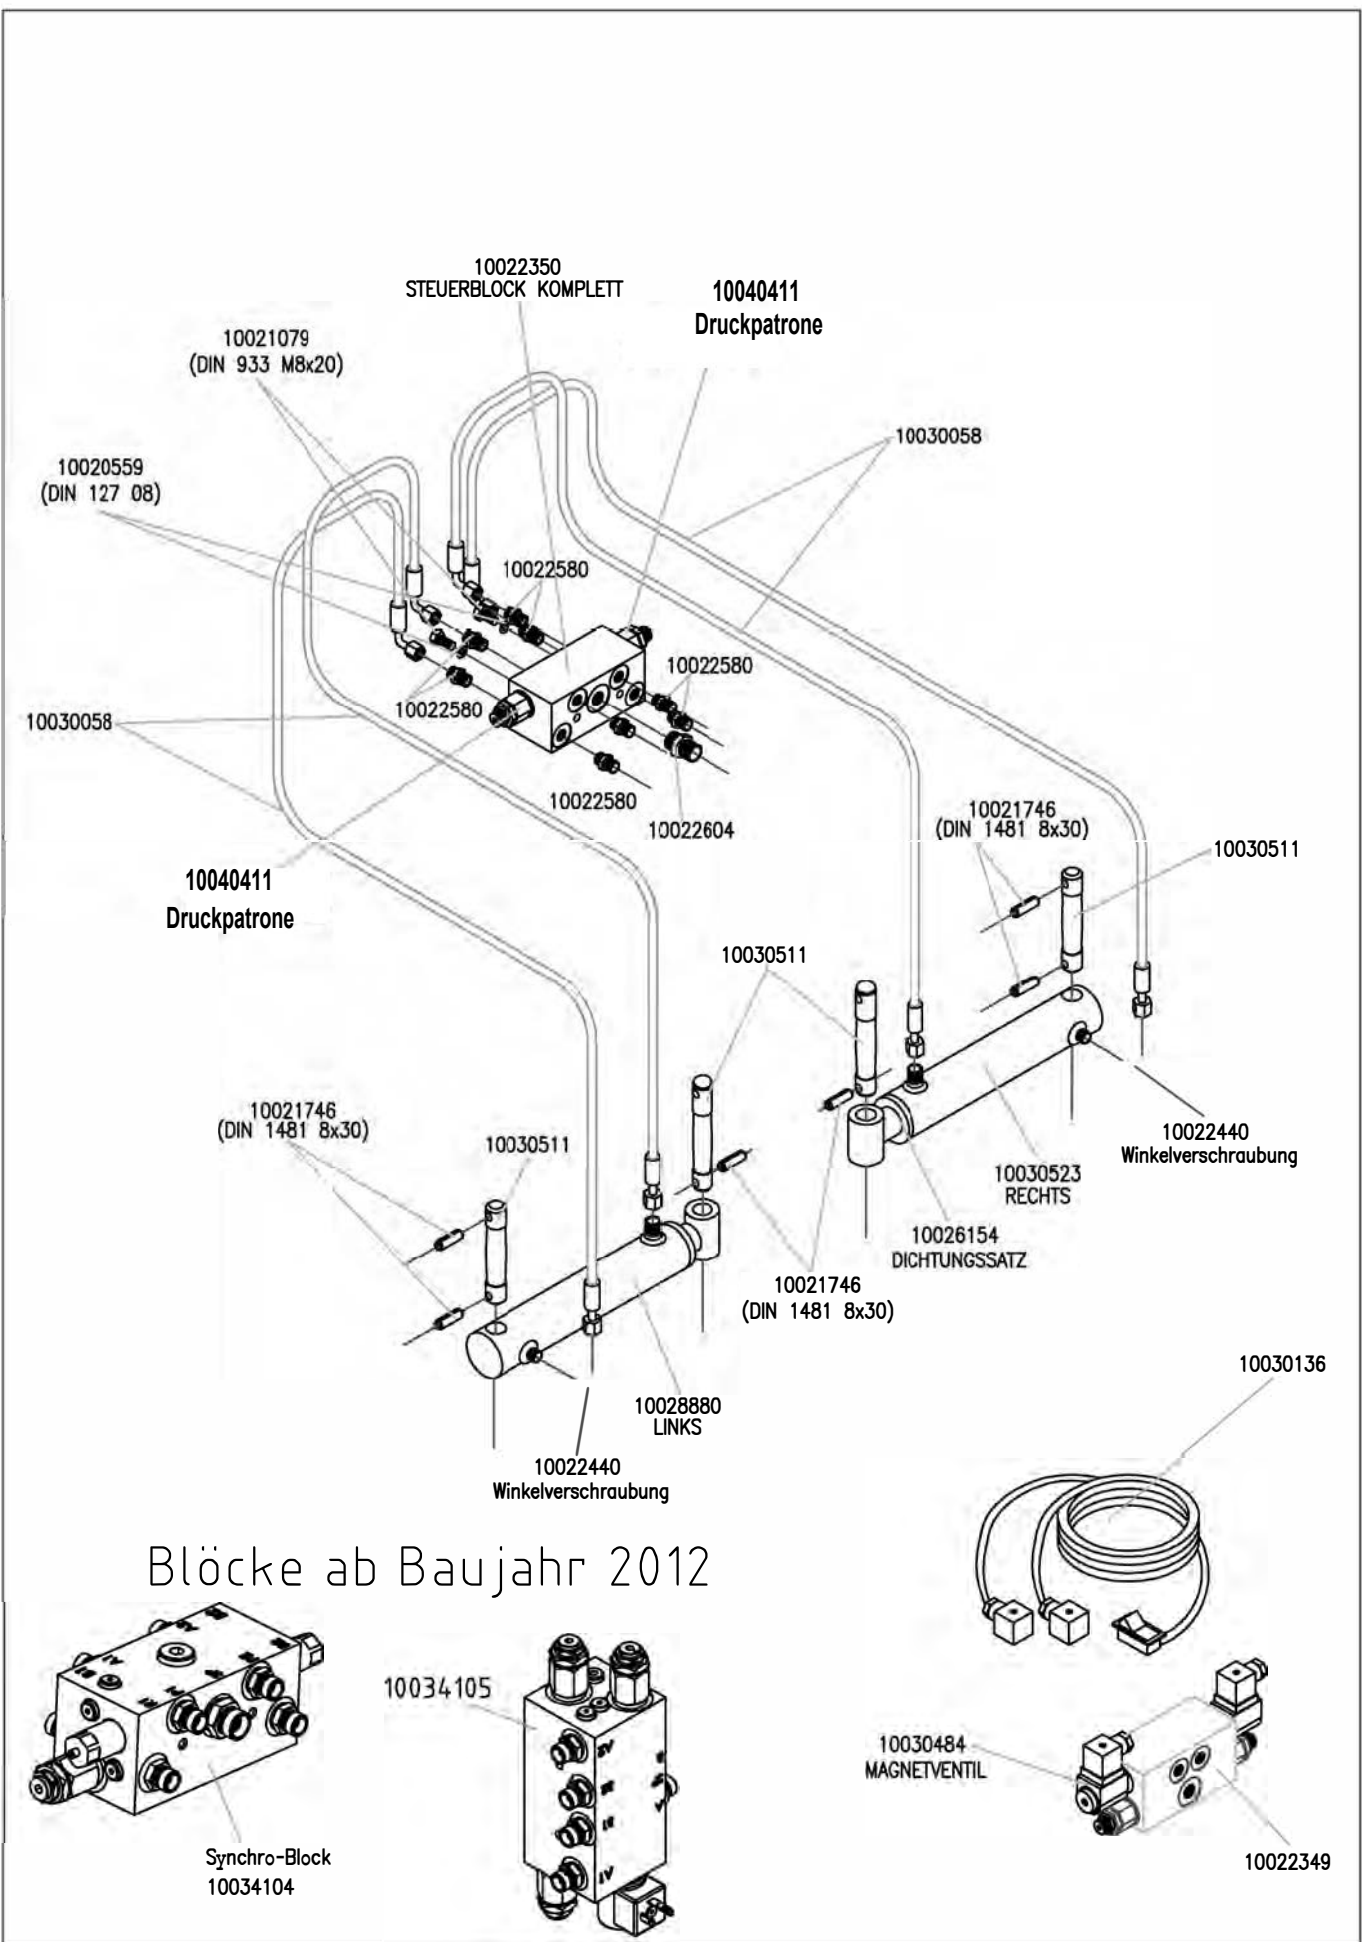 10022350
STEUERBLOCK KOMPLETT
10040411
Druckpatrone
10021079
(DIN 933 M8x20)
10030058
10020559
(DIN 127 08)
10022580
10022580
10022580
10030058
10022580
10022604
10021746
(DIN 1481 8x30)
10030511
10040411
Druckpatrone
10030511
10021746
(DIN 1481 8x30)
10030511
10022440
Winkelverschraubung
10030523
RECHTS
10026154
DICHTUNGSSATZ
10021746
(DIN 1481 8x30)
10030136
10028880
LINKS
10022440
Winkelverschraubung
Blöcke ab Baujahr 2012
10034105
10030484
MAGNETVENTIL
Synchro-Block
10034104
10022349